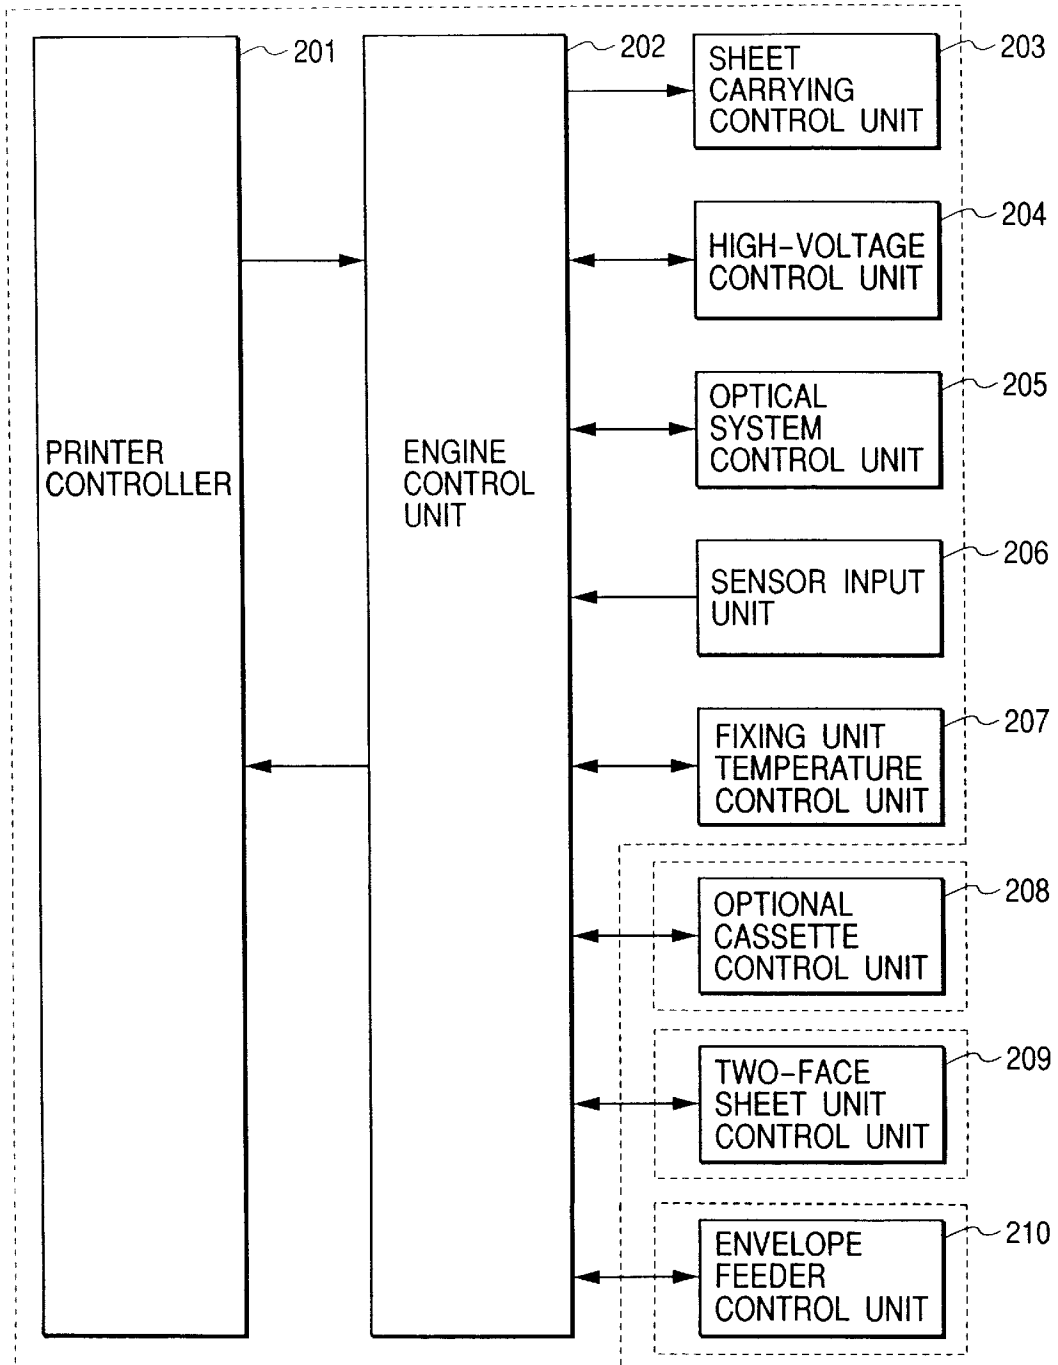 201
PRINTER
CONTROLLER
202
ENGINE
CONTROL
UNIT
203
SHEET
CARRYING
CONTROL UNIT
204
HIGH-VOLTAGE
CONTROL UNIT
205
OPTICAL
SYSTEM
CONTROL UNIT
206
SENSOR INPUT
UNIT
207
FIXING UNIT
TEMPERATURE
CONTROL UNIT
208
OPTIONAL
CASSETTE
CONTROL UNIT
209
TWO-FACE
SHEET UNIT
CONTROL UNIT
210
ENVELOPE
FEEDER
CONTROL UNIT